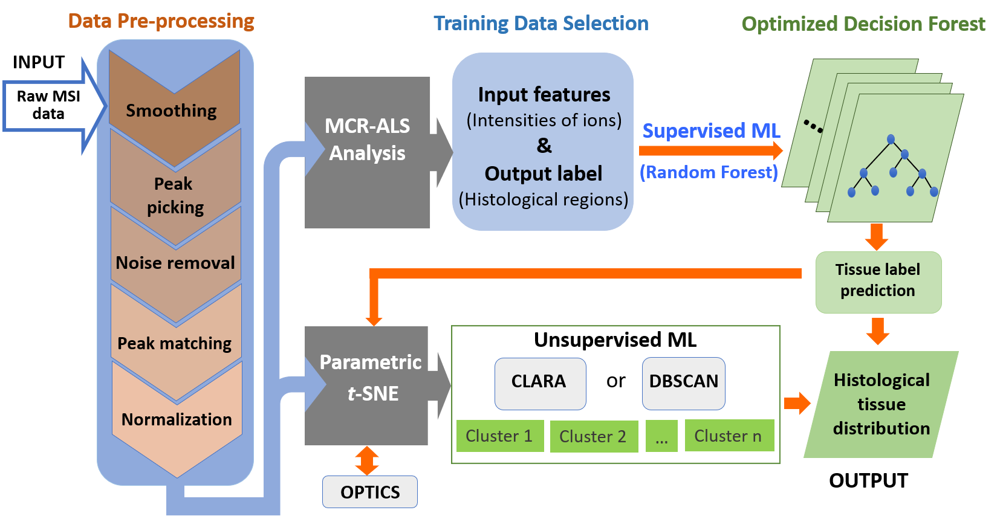 Data Pre-processing
INPUT
Raw MSI
data
Smoothing
Peak
picking
Noise removal
Peak matching
Normalization
MCR-ALS
Analysis
Training Data Selection
Input features
(Intensities of ions)
&
Output label
(Histological regions)
Supervised ML
(Random Forest)
Optimized Decision Forest
Tissue label
prediction
Parametric
t-SNE
OPTICS
Unsupervised ML
CLARA or DBSCAN
Cluster 1 Cluster 2 ... Cluster n
Histological
tissue
distribution
OUTPUT